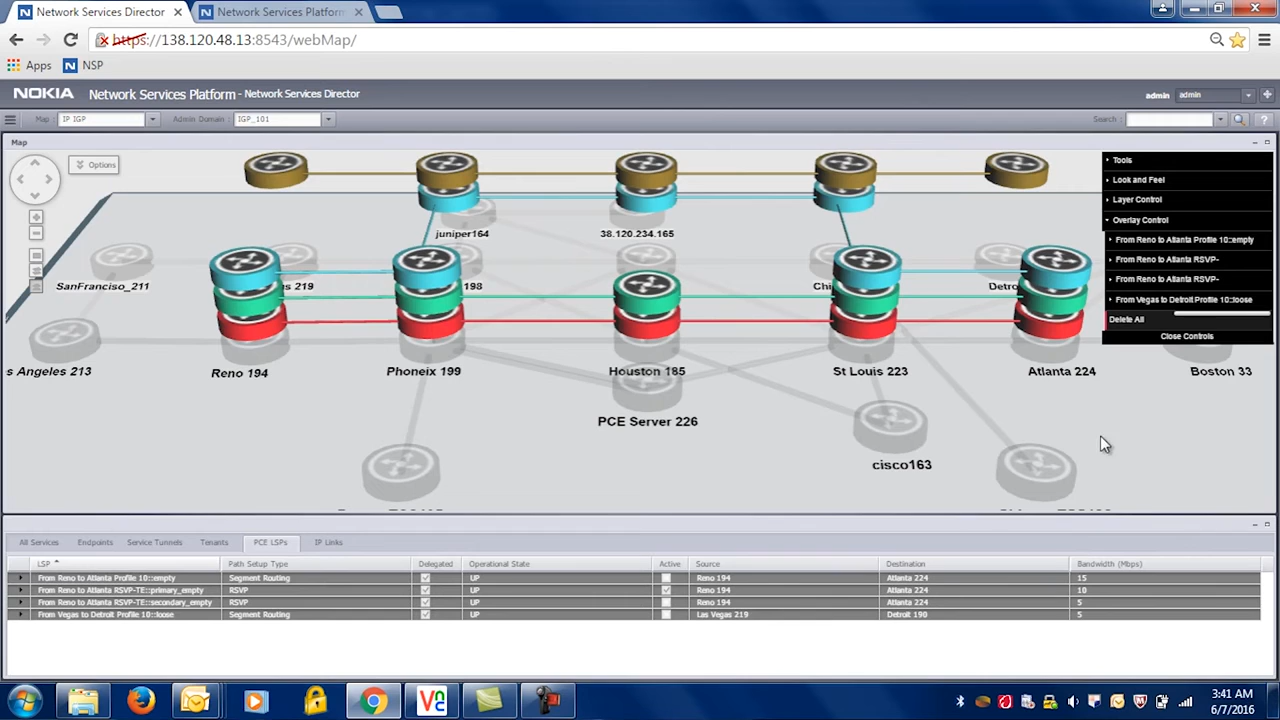 Network Services Director
Network Services Platform
https://138.120.48.13:8543/webMap/
Apps NSP
NOKIA Network Services Platform - Network Services Director
admin admin
Map : IP IGP Admin Domain : IGP_101 Search :
Map
Options
Tools
Look and Feel
Layer Control
Overlay Control
From Reno to Atlanta Profile 10::empty
From Reno to Atlanta RSVP-
From Reno to Atlanta RSVP-
From Vegas to Detroit Profile 10::loose
Delete All
Close Controls
juniper164 38.120.234.165
SanFranciso_211 us 219 198 Chi Detro
s Angeles 213 Reno 194 Phoneix 199 Houston 185 St Louis 223 Atlanta 224 Boston 33
PCE Server 226
cisco163
All Services Endpoints Service Tunnels Tenants PCE LSPs IP Links
LSP Path Setup Type Delegated Operational State Active Source Destination Bandwidth (Mbps)
From Reno to Atlanta Profile 10::empty Segment Routing UP Reno 194 Atlanta 224 15
From Reno to Atlanta RSVP-TE::primary_empty RSVP UP Reno 194 Atlanta 224 10
From Reno to Atlanta RSVP-TE::secondary_empty RSVP UP Reno 194 Atlanta 224 5
From Vegas to Detroit Profile 10::loose Segment Routing UP Las Vegas 219 Detroit 190 5
3:41 AM
6/7/2016